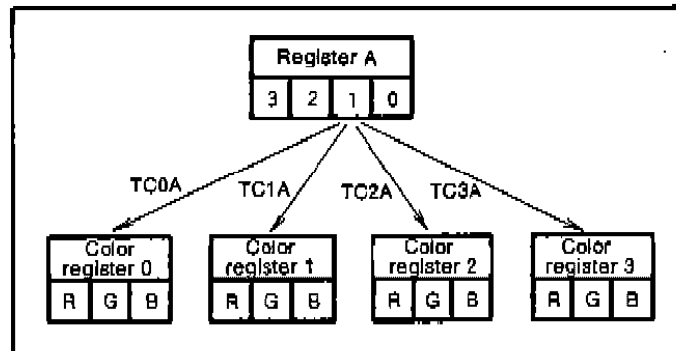 Register A
3 2 1 0
TC0A TC1A TC2A TC3A
Color register 0
Color register 1
Color register 2
Color register 3
R G B
R G B
R G B
R G B